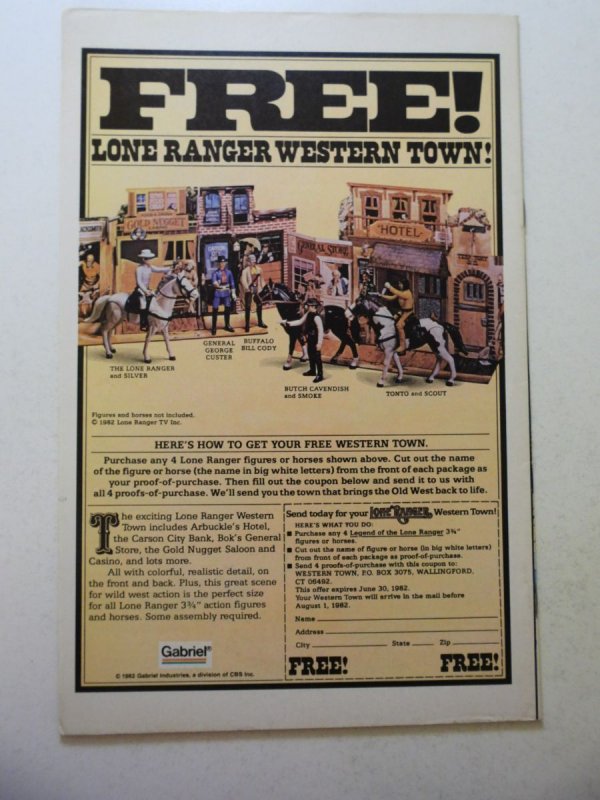 FREE!
LONE RANGER WESTERN TOWN!
GOLD NUGGET
GENERAL STORE
HOTEL
THE LONE RANGER
and SILVER
GENERAL
GEORGE
CUSTER
BUFFALO
BILL CODY
BUTCH CAVENDISH
and SMOKE
TONTO and SCOUT
Figures and horses not included.
© 1982 Lone Ranger TV Inc.
HERE'S HOW TO GET YOUR FREE WESTERN TOWN.
Purchase any 4 Lone Ranger figures or horses shown above. Cut out the name
of the figure or horse (the name in big white letters) from the front of each package as
your proof-of-purchase. Then fill out the coupon below and send it to us with
all 4 proofs-of-purchase. We'll send you the town that brings the Old West back to life.
The exciting Lone Ranger Western
Town includes Arbuckle's Hotel,
the Carson City Bank, Bok's General
Store, the Gold Nugget Saloon and
Casino, and lots more.
All with colorful, realistic detail, on
the front and back. Plus, this great scene
for wild west action is the perfect size
for all Lone Ranger 3¾" action figures
and horses. Some assembly required.
Gabriel®
© 1982 Gabriel Industries, a division of CBS Inc.
Send today for your LONE RANGER Western Town!
HERE'S WHAT YOU DO:
■ Purchase any 4 Legend of the Lone Ranger 3¾"
figures or horses.
■ Cut out the name of figure or horse (in big white letters)
from front of each package as proof-of-purchase.
■ Send 4 proofs-of-purchase with this coupon to:
WESTERN TOWN, P.O. BOX 3075, WALLINGFORD,
CT 06492.
This offer expires June 30, 1982.
Your Western Town will arrive in the mail before
August 1, 1982.
Name
Address
City State Zip
FREE! FREE!